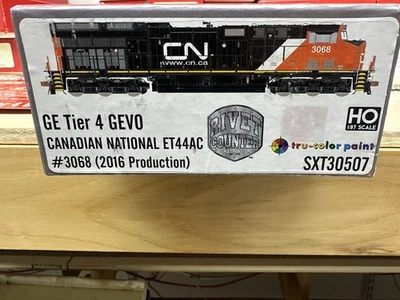 CN
www.cn.ca
3068
GE Tier 4 GEVO
CANADIAN NATIONAL ET44AC
#3068 (2016 Production)
RIVET
COUNTER
HO
1:87 SCALE
tru-color paint
SXT30507